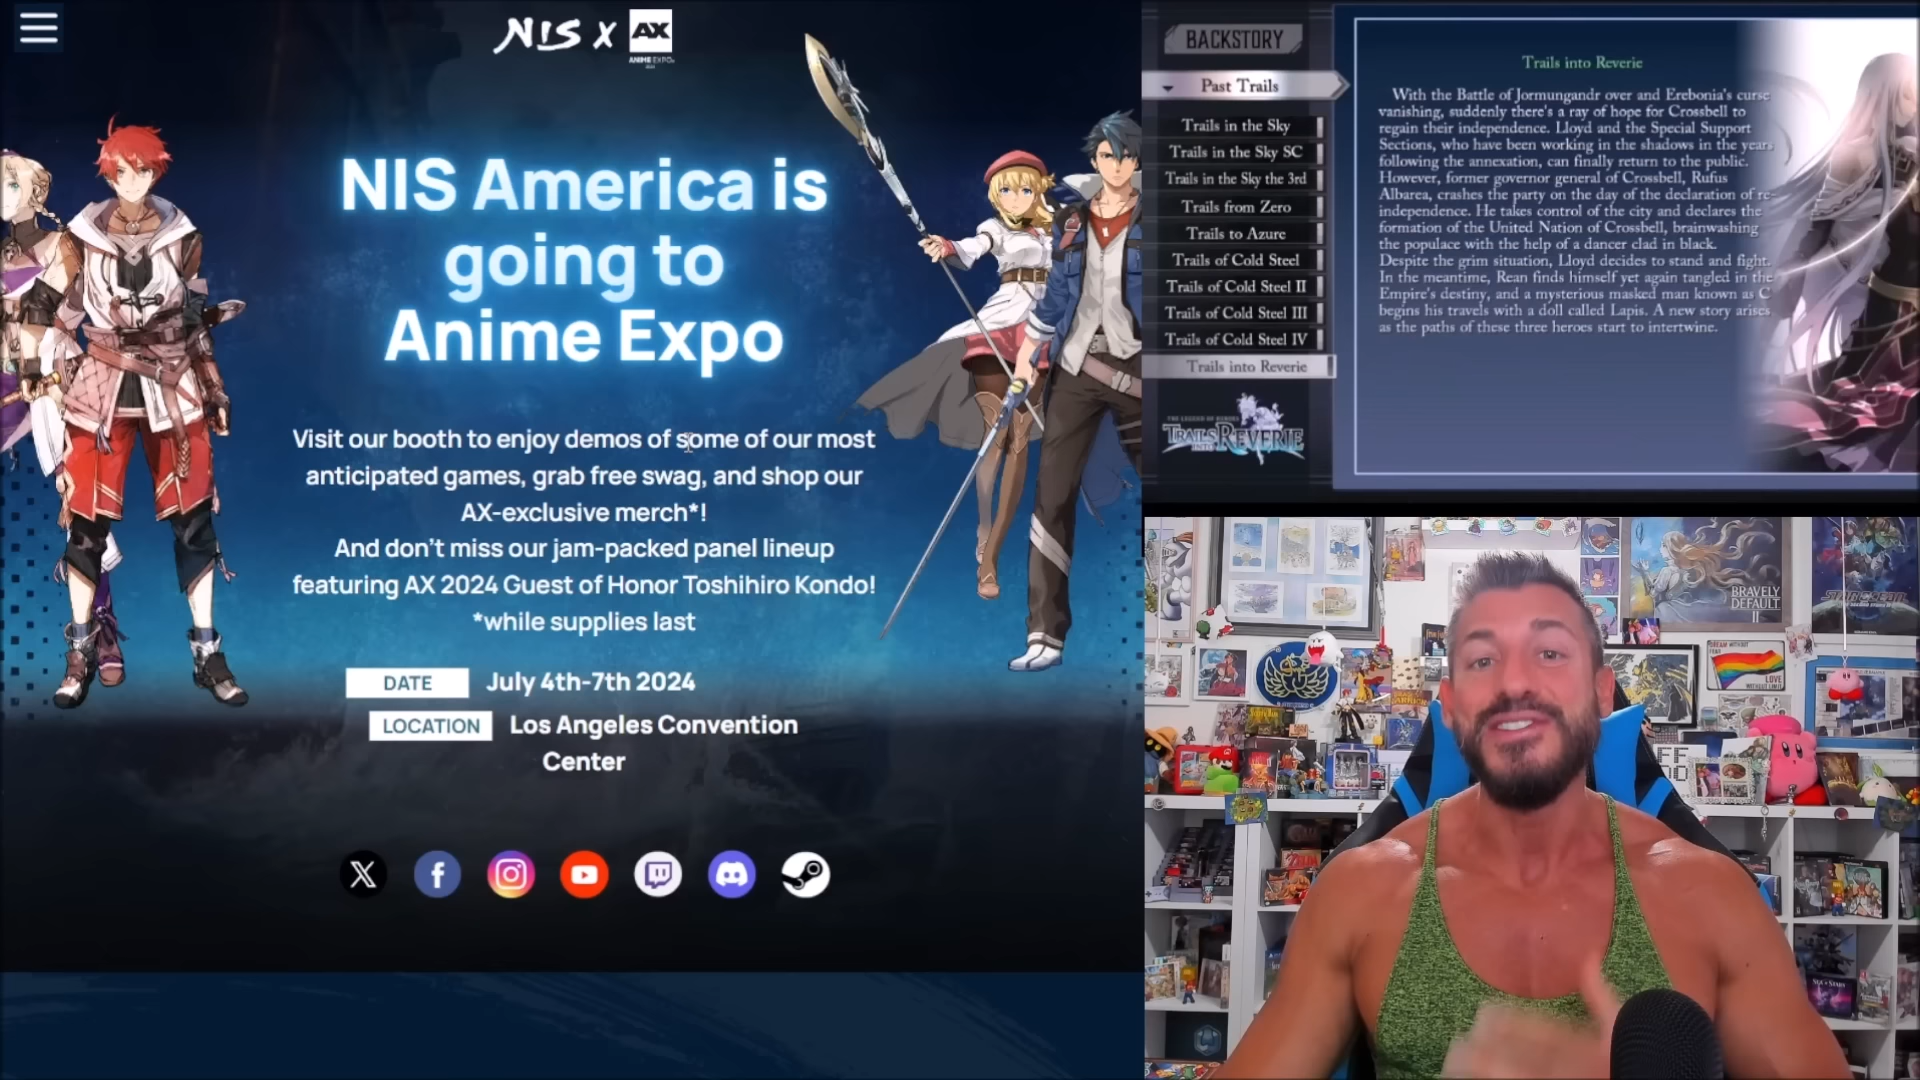 NIS X AX
ANIME EXPO
NIS America is
going to
Anime Expo
Visit our booth to enjoy demos of some of our most
anticipated games, grab free swag, and shop our
AX-exclusive merch*!
And don't miss our jam-packed panel lineup
featuring AX 2024 Guest of Honor Toshihiro Kondo!
*while supplies last
DATE July 4th-7th 2024
LOCATION Los Angeles Convention
Center
BACKSTORY
Past Trails
Trails in the Sky
Trails in the Sky SC
Trails in the Sky the 3rd
Trails from Zero
Trails to Azure
Trails of Cold Steel
Trails of Cold Steel II
Trails of Cold Steel III
Trails of Cold Steel IV
Trails into Reverie
THE LEGEND OF HEROES
TRAILS INTO REVERIE
Trails into Reverie
With the Battle of Jormungandr over and Erebonia's curse
vanishing, suddenly there's a ray of hope for Crossbell to
regain their independence. Lloyd and the Special Support
Sections, who have been working in the shadows in the years
following the annexation, can finally return to the public.
However, former governor general of Crossbell, Rufus
Albarea, crashes the party on the day of the declaration of re-
independence. He takes control of the city and declares the
formation of the United Nation of Crossbell, brainwashing
the populace with the help of a dancer clad in black.
Despite the grim situation, Lloyd decides to stand and fight.
In the meantime, Rean finds himself yet again tangled in the
Empire's destiny, and a mysterious masked man known as C
begins his travels with a doll called Lapis. A new story arises
as the paths of these three heroes start to intertwine.
BRAVELY
DEFAULT
II
STAR OCEAN
LOVE